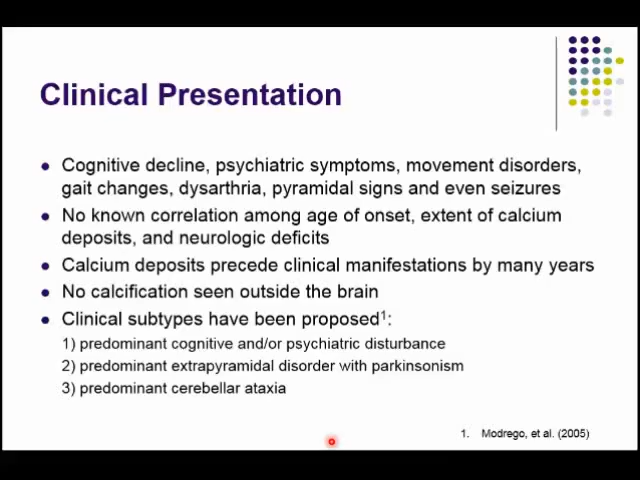 Clinical Presentation
● Cognitive decline, psychiatric symptoms, movement disorders,
gait changes, dysarthria, pyramidal signs and even seizures
● No known correlation among age of onset, extent of calcium
deposits, and neurologic deficits
● Calcium deposits precede clinical manifestations by many years
● No calcification seen outside the brain
● Clinical subtypes have been proposed¹:
1) predominant cognitive and/or psychiatric disturbance
2) predominant extrapyramidal disorder with parkinsonism
3) predominant cerebellar ataxia
1. Modrego, et al. (2005)